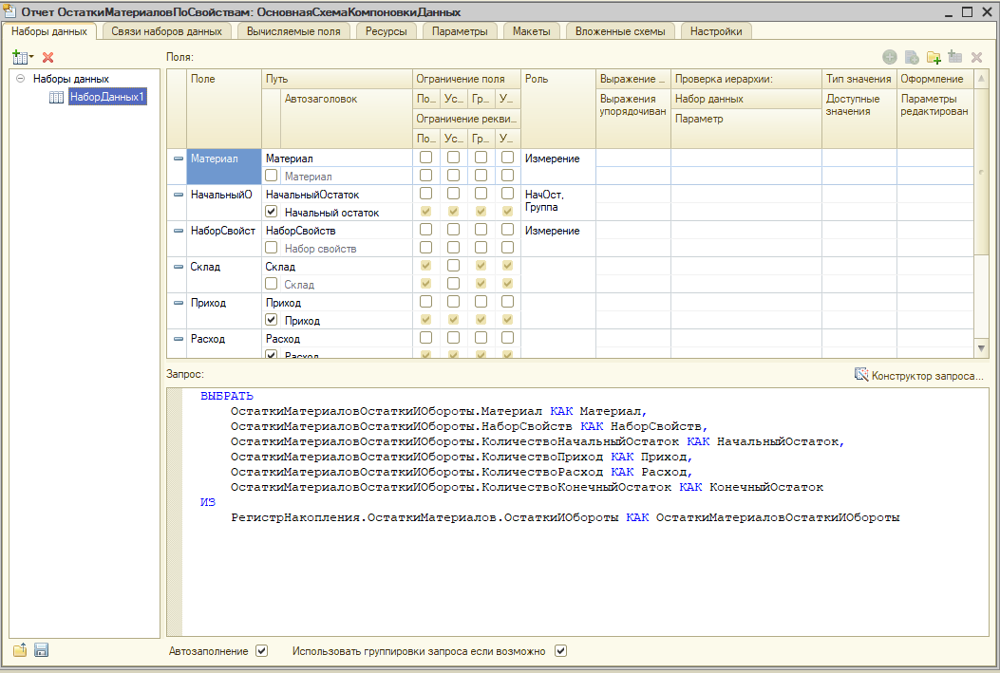 Отчет ОстаткиМатериаловПоСвойствам: ОсновнаяСхемаКомпоновкиДанных
Наборы данных
Связи наборов данных
Вычисляемые поля
Ресурсы
Параметры
Макеты
Вложенные схемы
Настройки
Поля:
Наборы данных
НаборДанных1
Поле
Путь
Автозаголовок
Ограничение поля
По... Ус... Гр... У...
Ограничение рекви...
По... Ус... Гр... У...
Роль
Выражение ...
Выражения
упорядочиван
Проверка иерархии:
Набор данных
Параметр
Тип значения
Доступные
значения
Оформление
Параметры
редактирован
Материал Материал Измерение
Материал
НачальныйО НачальныйОстаток НачОст,
Начальный остаток Группа
НаборСвойст НаборСвойств Измерение
Набор свойств
Склад Склад
Склад
Приход Приход
Приход
Расход Расход
Расход
Запрос:
Конструктор запроса...
ВЫБРАТЬ
ОстаткиМатериаловОстаткиИОбороты.Материал КАК Материал,
ОстаткиМатериаловОстаткиИОбороты.НаборСвойств КАК НаборСвойств,
ОстаткиМатериаловОстаткиИОбороты.КоличествоНачальныйОстаток КАК НачальныйОстаток,
ОстаткиМатериаловОстаткиИОбороты.КоличествоПриход КАК Приход,
ОстаткиМатериаловОстаткиИОбороты.КоличествоРасход КАК Расход,
ОстаткиМатериаловОстаткиИОбороты.КоличествоКонечныйОстаток КАК КонечныйОстаток
ИЗ
РегистрНакопления.ОстаткиМатериалов.ОстаткиИОбороты КАК ОстаткиМатериаловОстаткиИОбороты
Автозаполнение
Использовать группировки запроса если возможно